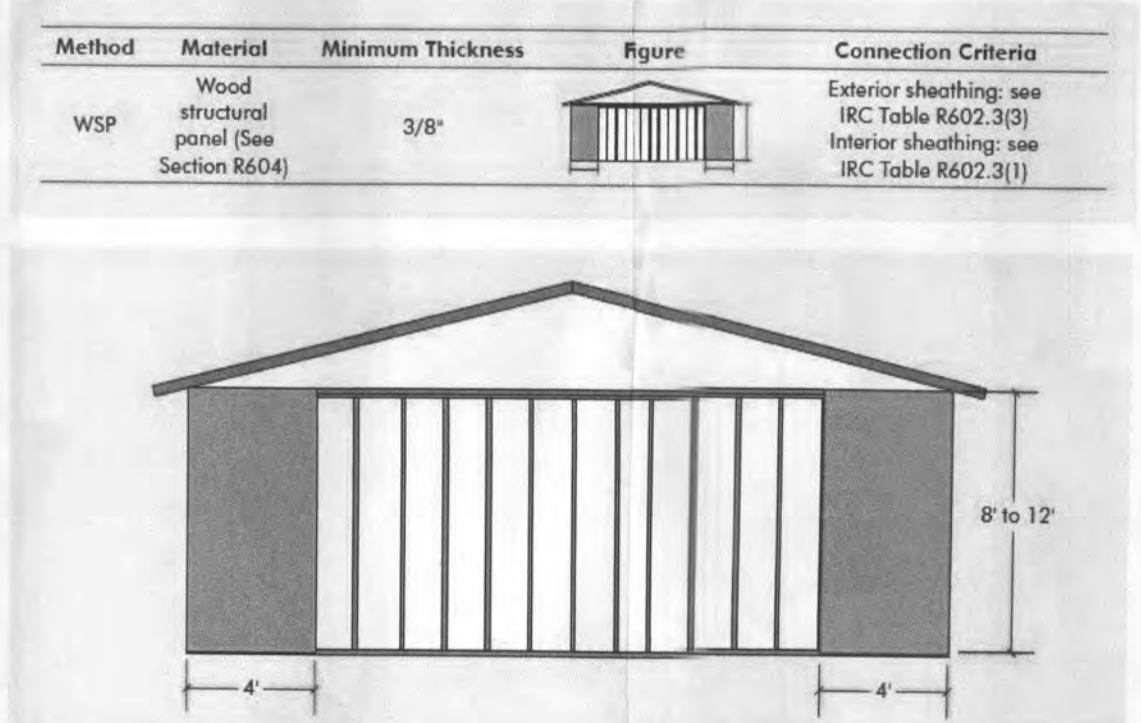 Method Material Minimum Thickness Figure Connection Criteria
WSP
Wood
structural
panel (See
Section R604)
3/8"
Exterior sheathing: see
IRC Table R602.3(3)
Interior sheathing: see
IRC Table R602.3(1)
8' to 12'
4' 4'